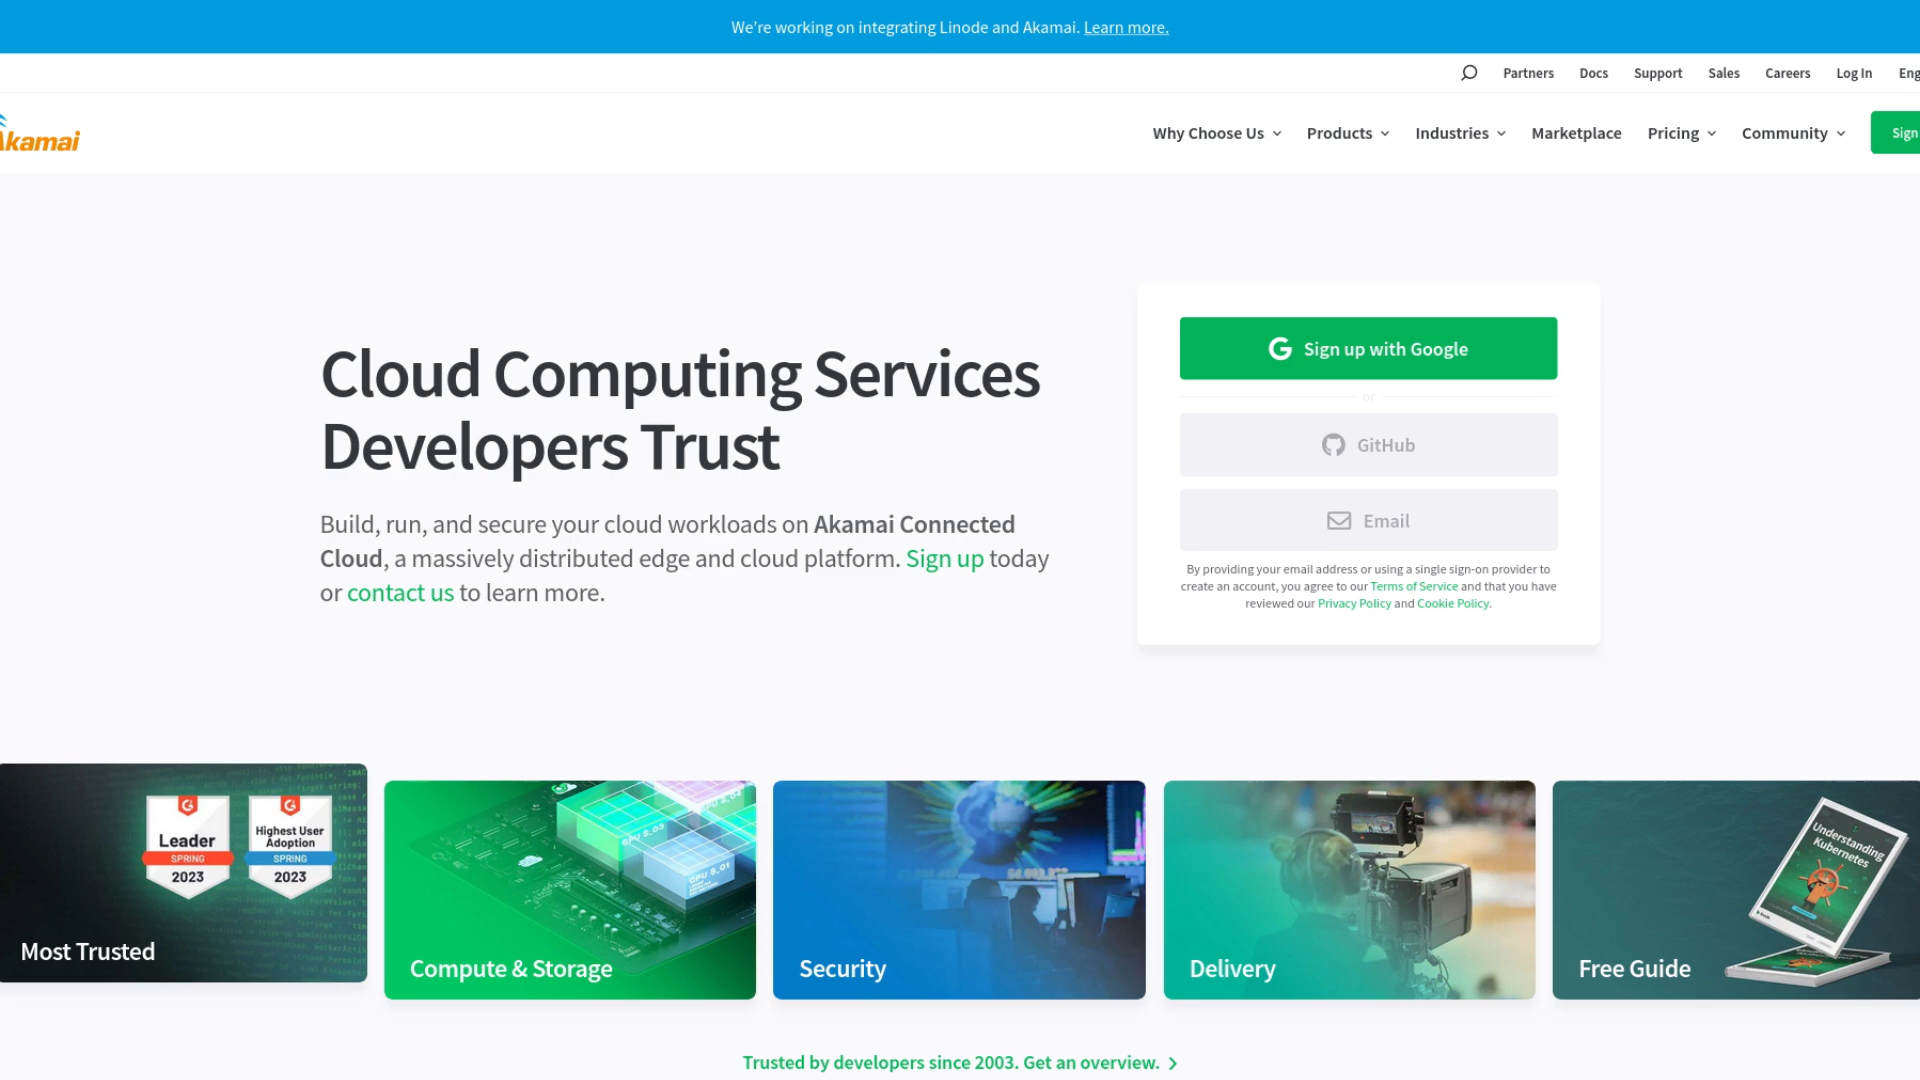 We're working on integrating Linode and Akamai. Learn more.
Partners Docs Support Sales Careers Log In Eng
Akamai
Why Choose Us Products Industries Marketplace Pricing Community Sign
Cloud Computing Services
Developers Trust
Build, run, and secure your cloud workloads on Akamai Connected
Cloud, a massively distributed edge and cloud platform. Sign up today
or contact us to learn more.
Sign up with Google
or
GitHub
Email
By providing your email address or using a single sign-on provider to
create an account, you agree to our Terms of Service and that you have
reviewed our Privacy Policy and Cookie Policy.
Leader
SPRING
2023
Highest User
Adoption
SPRING
2023
Most Trusted
Compute & Storage
Security
Delivery
Understanding
Kubernetes
Free Guide
Trusted by developers since 2003. Get an overview.